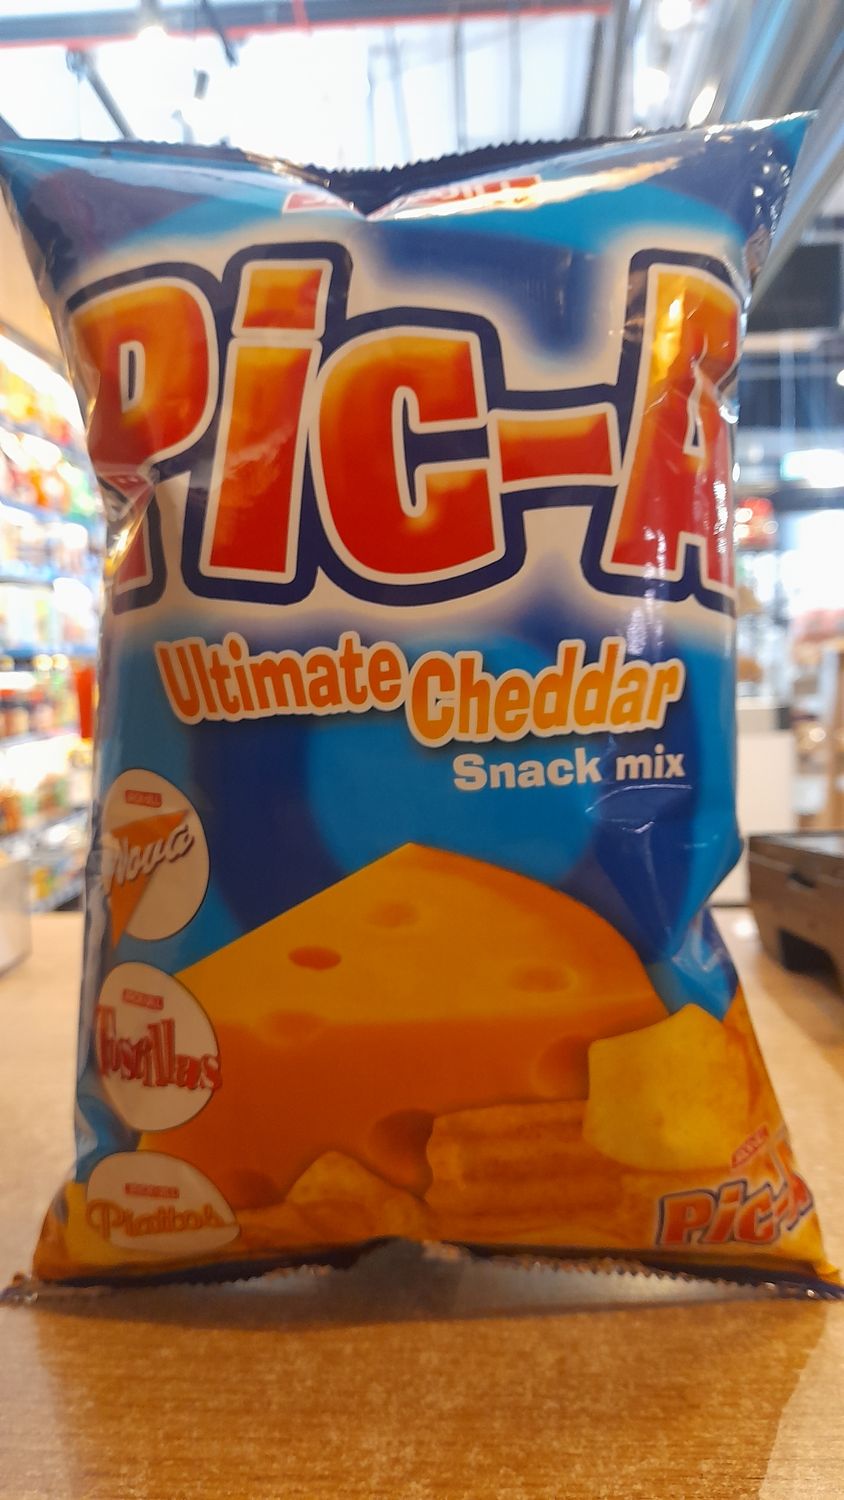 Pic-A
Ultimate Cheddar
Snack mix
Nova
Tostillas
Piattos
Pic-A